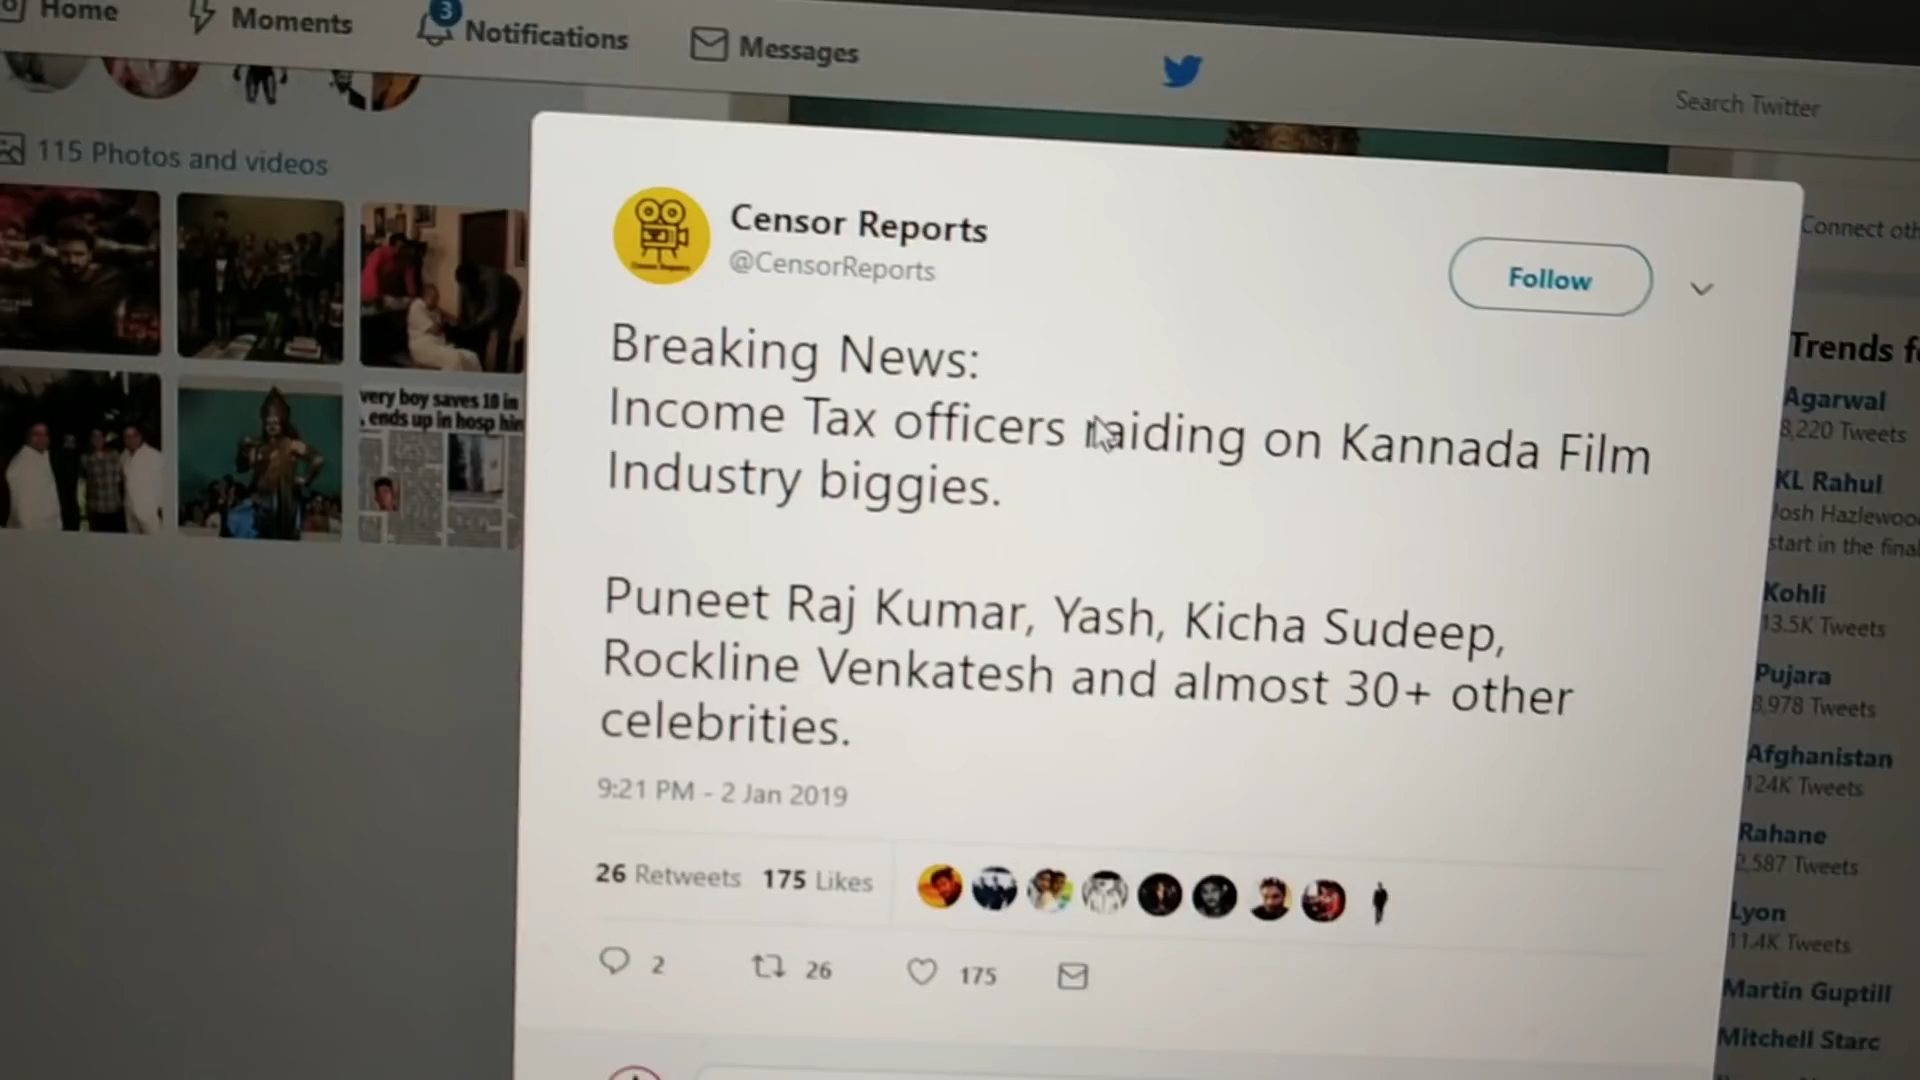 Home
Moments
3
Notifications
Messages
Search Twitter
115 Photos and videos
very boy saves 10 in
, ends up in hosp
Censor Reports
@CensorReports
Follow
Breaking News:
Income Tax officers raiding on Kannada Film
Industry biggies.
Puneet Raj Kumar, Yash, Kicha Sudeep,
Rockline Venkatesh and almost 30+ other
celebrities.
9:21 PM - 2 Jan 2019
26 Retweets 175 Likes
2
26
175
Connect oth
Trends f
Agarwal
8,220 Tweets
KL Rahul
Josh Hazlewoo
start in the final
Kohli
13.5K Tweets
Pujara
8,978 Tweets
Afghanistan
124K Tweets
Rahane
2,587 Tweets
Lyon
11.4K Tweets
Martin Guptill
Mitchell Starc